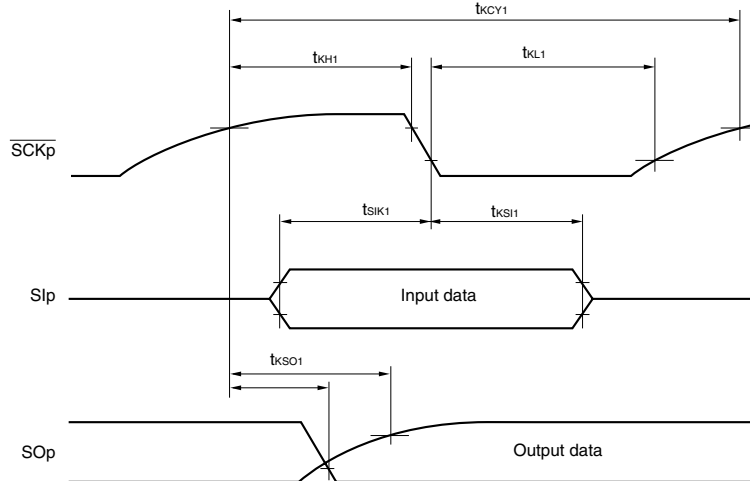 tKCY1
tKH1
tKL1
SCKp
tSIK1
tKSI1
SIp
Input data
tKSO1
SOp
Output data